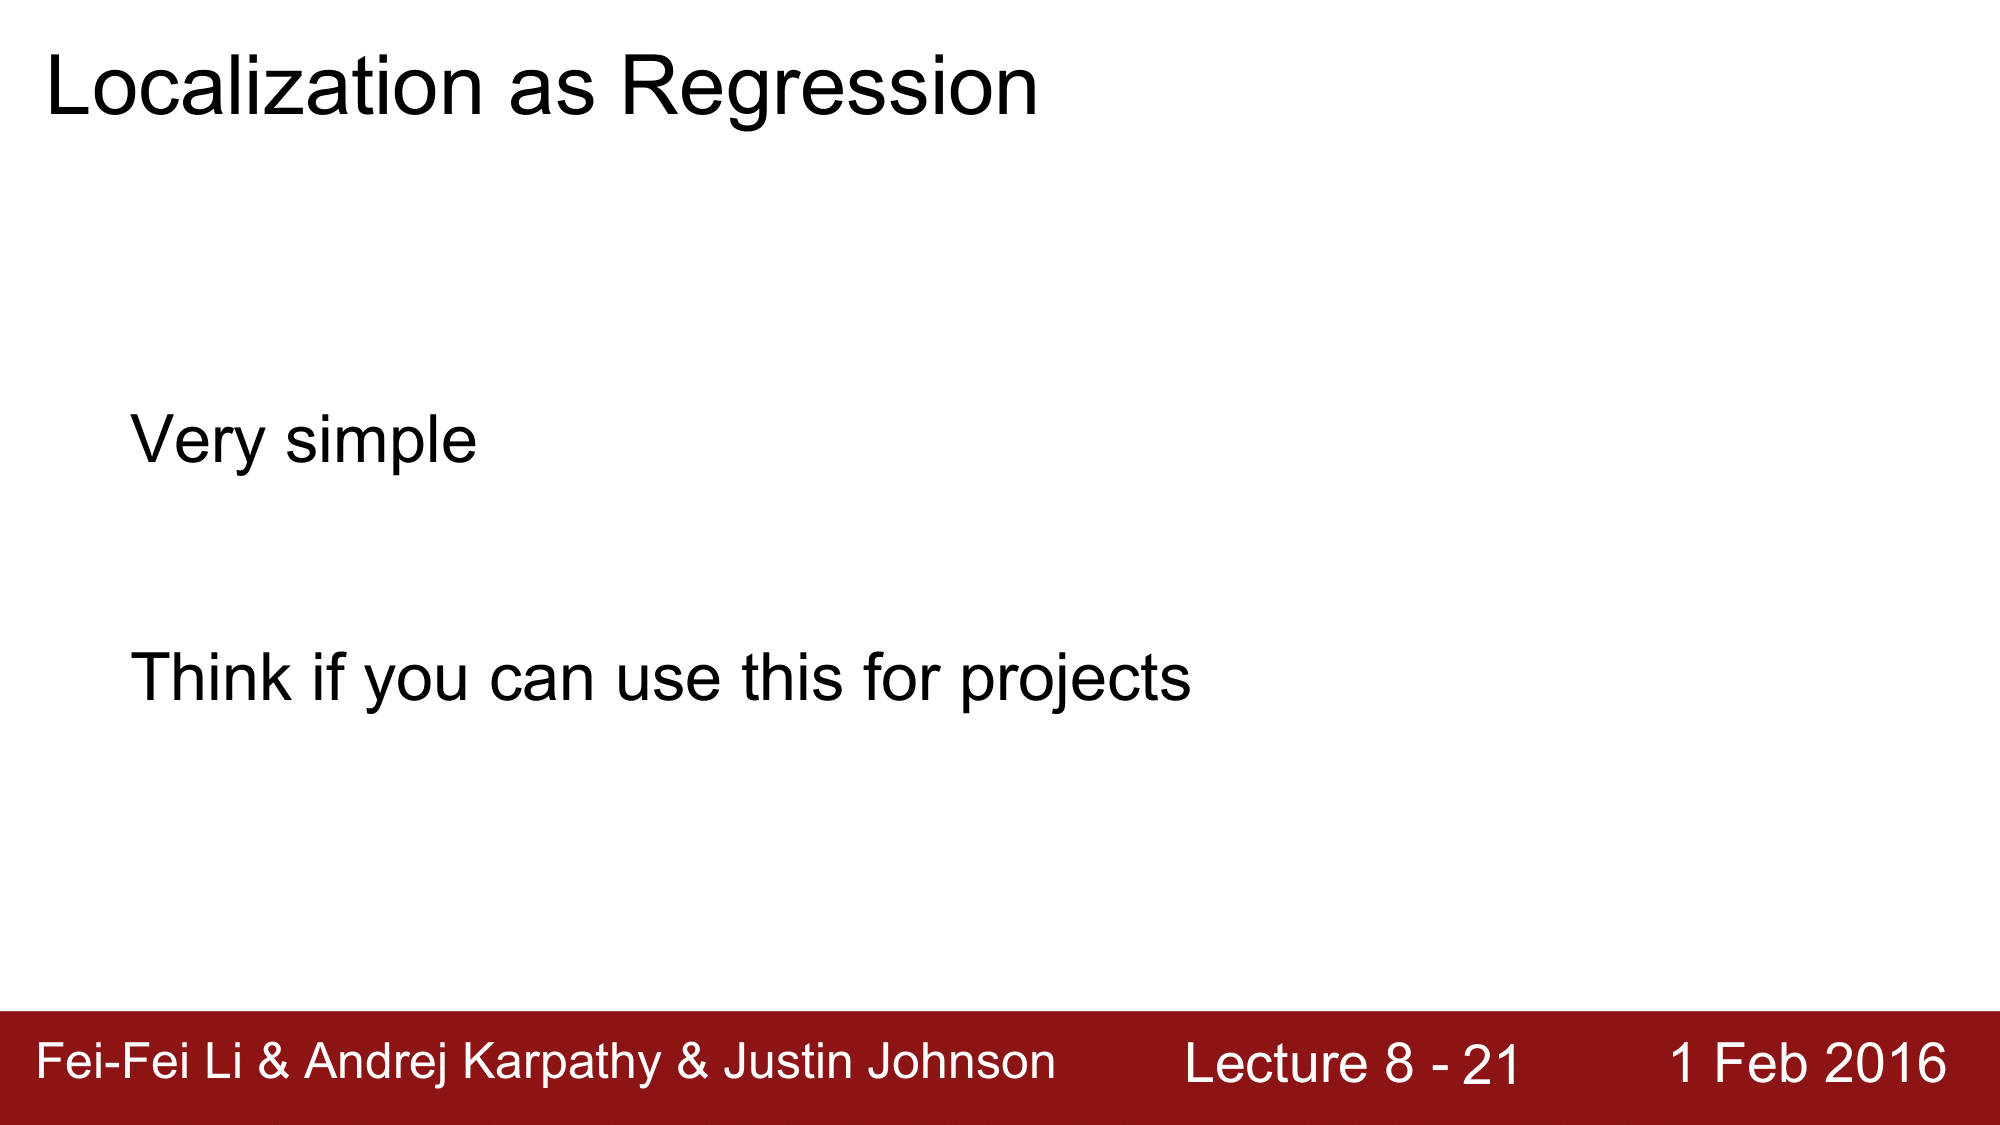 Localization as Regression
Very simple
Think if you can use this for projects
Fei-Fei Li & Andrej Karpathy & Justin Johnson Lecture 8 - 21 1 Feb 2016